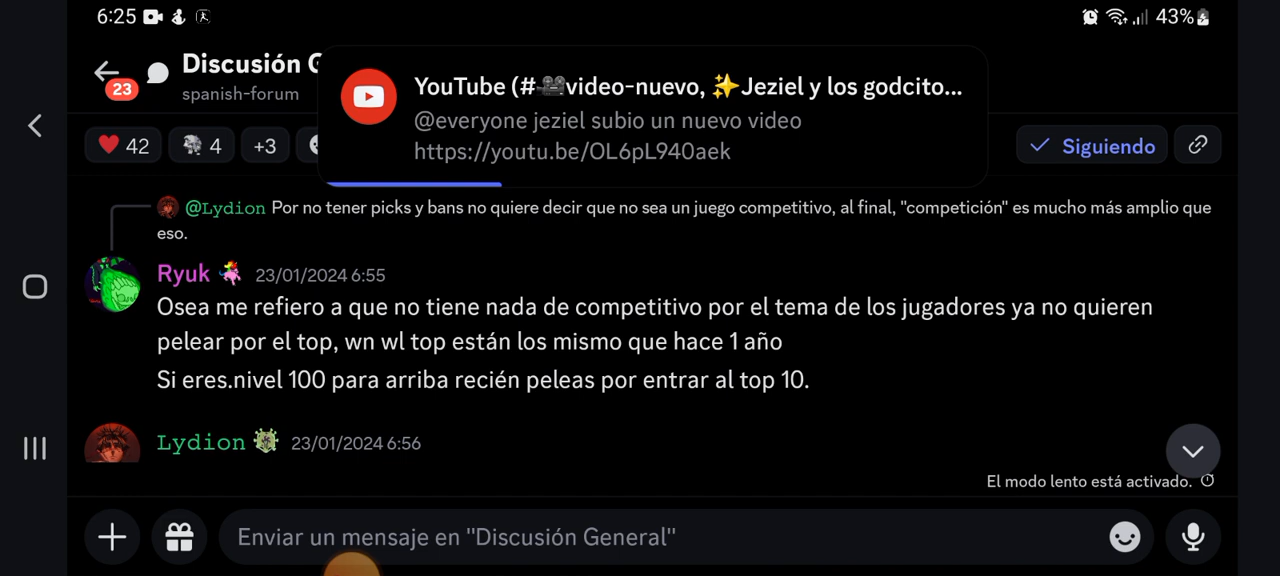 6:25
43%
23
Discusión G
spanish-forum
YouTube (#🎥video-nuevo, ✨Jeziel y los godcito...
@everyone jeziel subio un nuevo video
https://youtu.be/OL6pL940aek
❤️ 42
4
+3
Siguiendo
@Lydion Por no tener picks y bans no quiere decir que no sea un juego competitivo, al final, "competición" es mucho más amplio que
eso.
Ryuk 23/01/2024 6:55
Osea me refiero a que no tiene nada de competitivo por el tema de los jugadores ya no quieren
pelear por el top, wn wl top están los mismo que hace 1 año
Si eres.nivel 100 para arriba recién peleas por entrar al top 10.
Lydion 23/01/2024 6:56
El modo lento está activado.
Enviar un mensaje en "Discusión General"